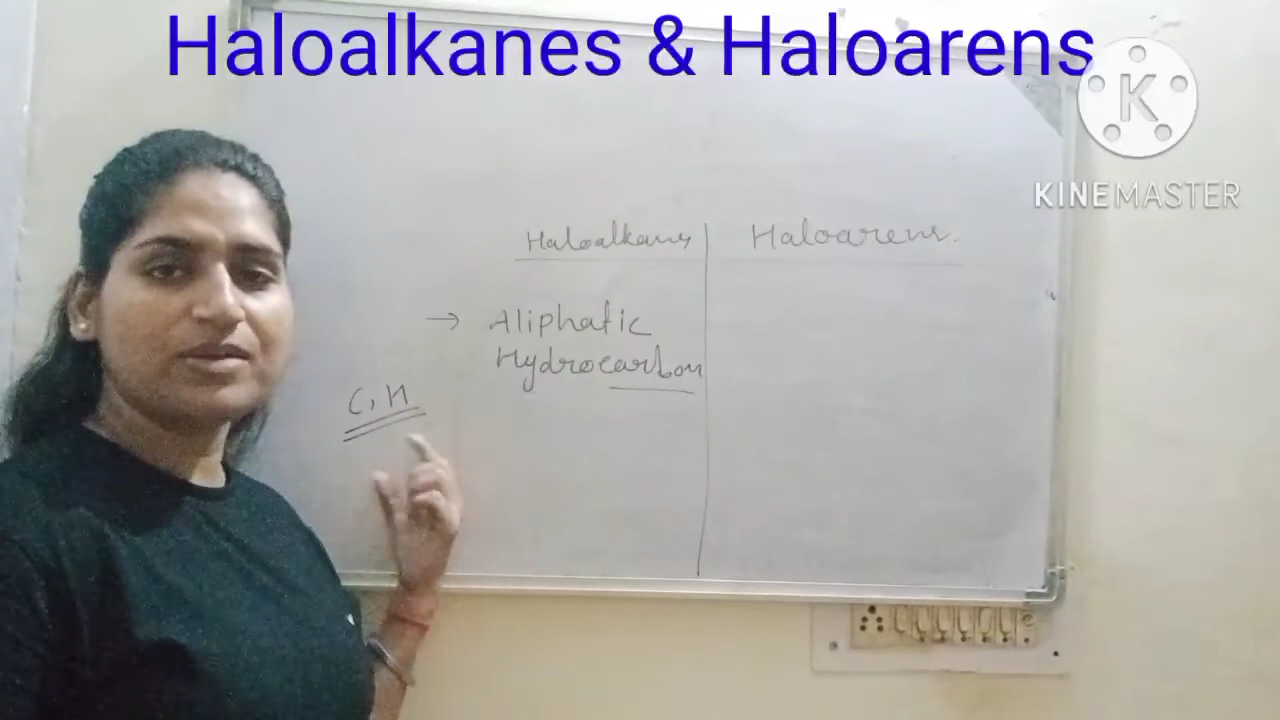 Haloalkanes & Haloarens
K
KINEMASTER
Haloalkanes
Haloarens.
→ Aliphatic
Hydrocarbon
C, H